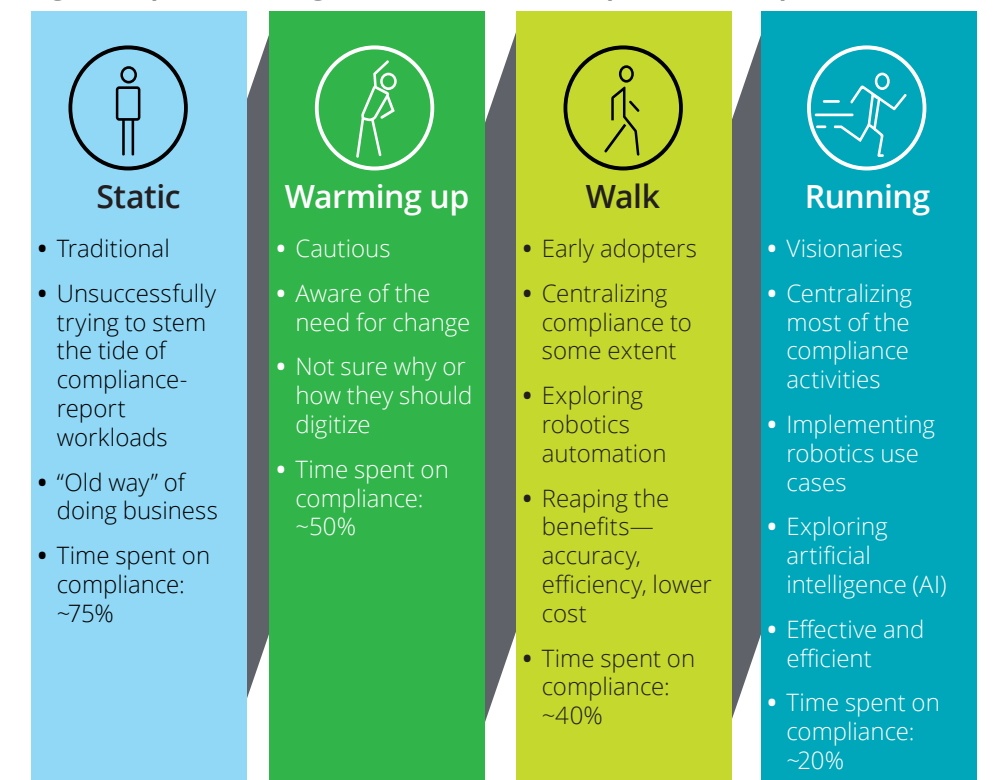 Static
• Traditional
• Unsuccessfully
trying to stem
the tide of
compliance-
report
workloads
• “Old way” of
doing business
• Time spent on
compliance:
~75%
Warming up
• Cautious
• Aware of the
need for change
• Not sure why or
how they should
digitize
• Time spent on
compliance:
~50%
Walk
• Early adopters
• Centralizing
compliance to
some extent
• Exploring
robotics
automation
• Reaping the
benefits—
accuracy,
efficiency, lower
cost
• Time spent on
compliance:
~40%
Running
• Visionaries
• Centralizing
most of the
compliance
activities
• Implementing
robotics use
cases
• Exploring
artificial
intelligence (AI)
• Effective and
efficient
• Time spent on
compliance:
~20%